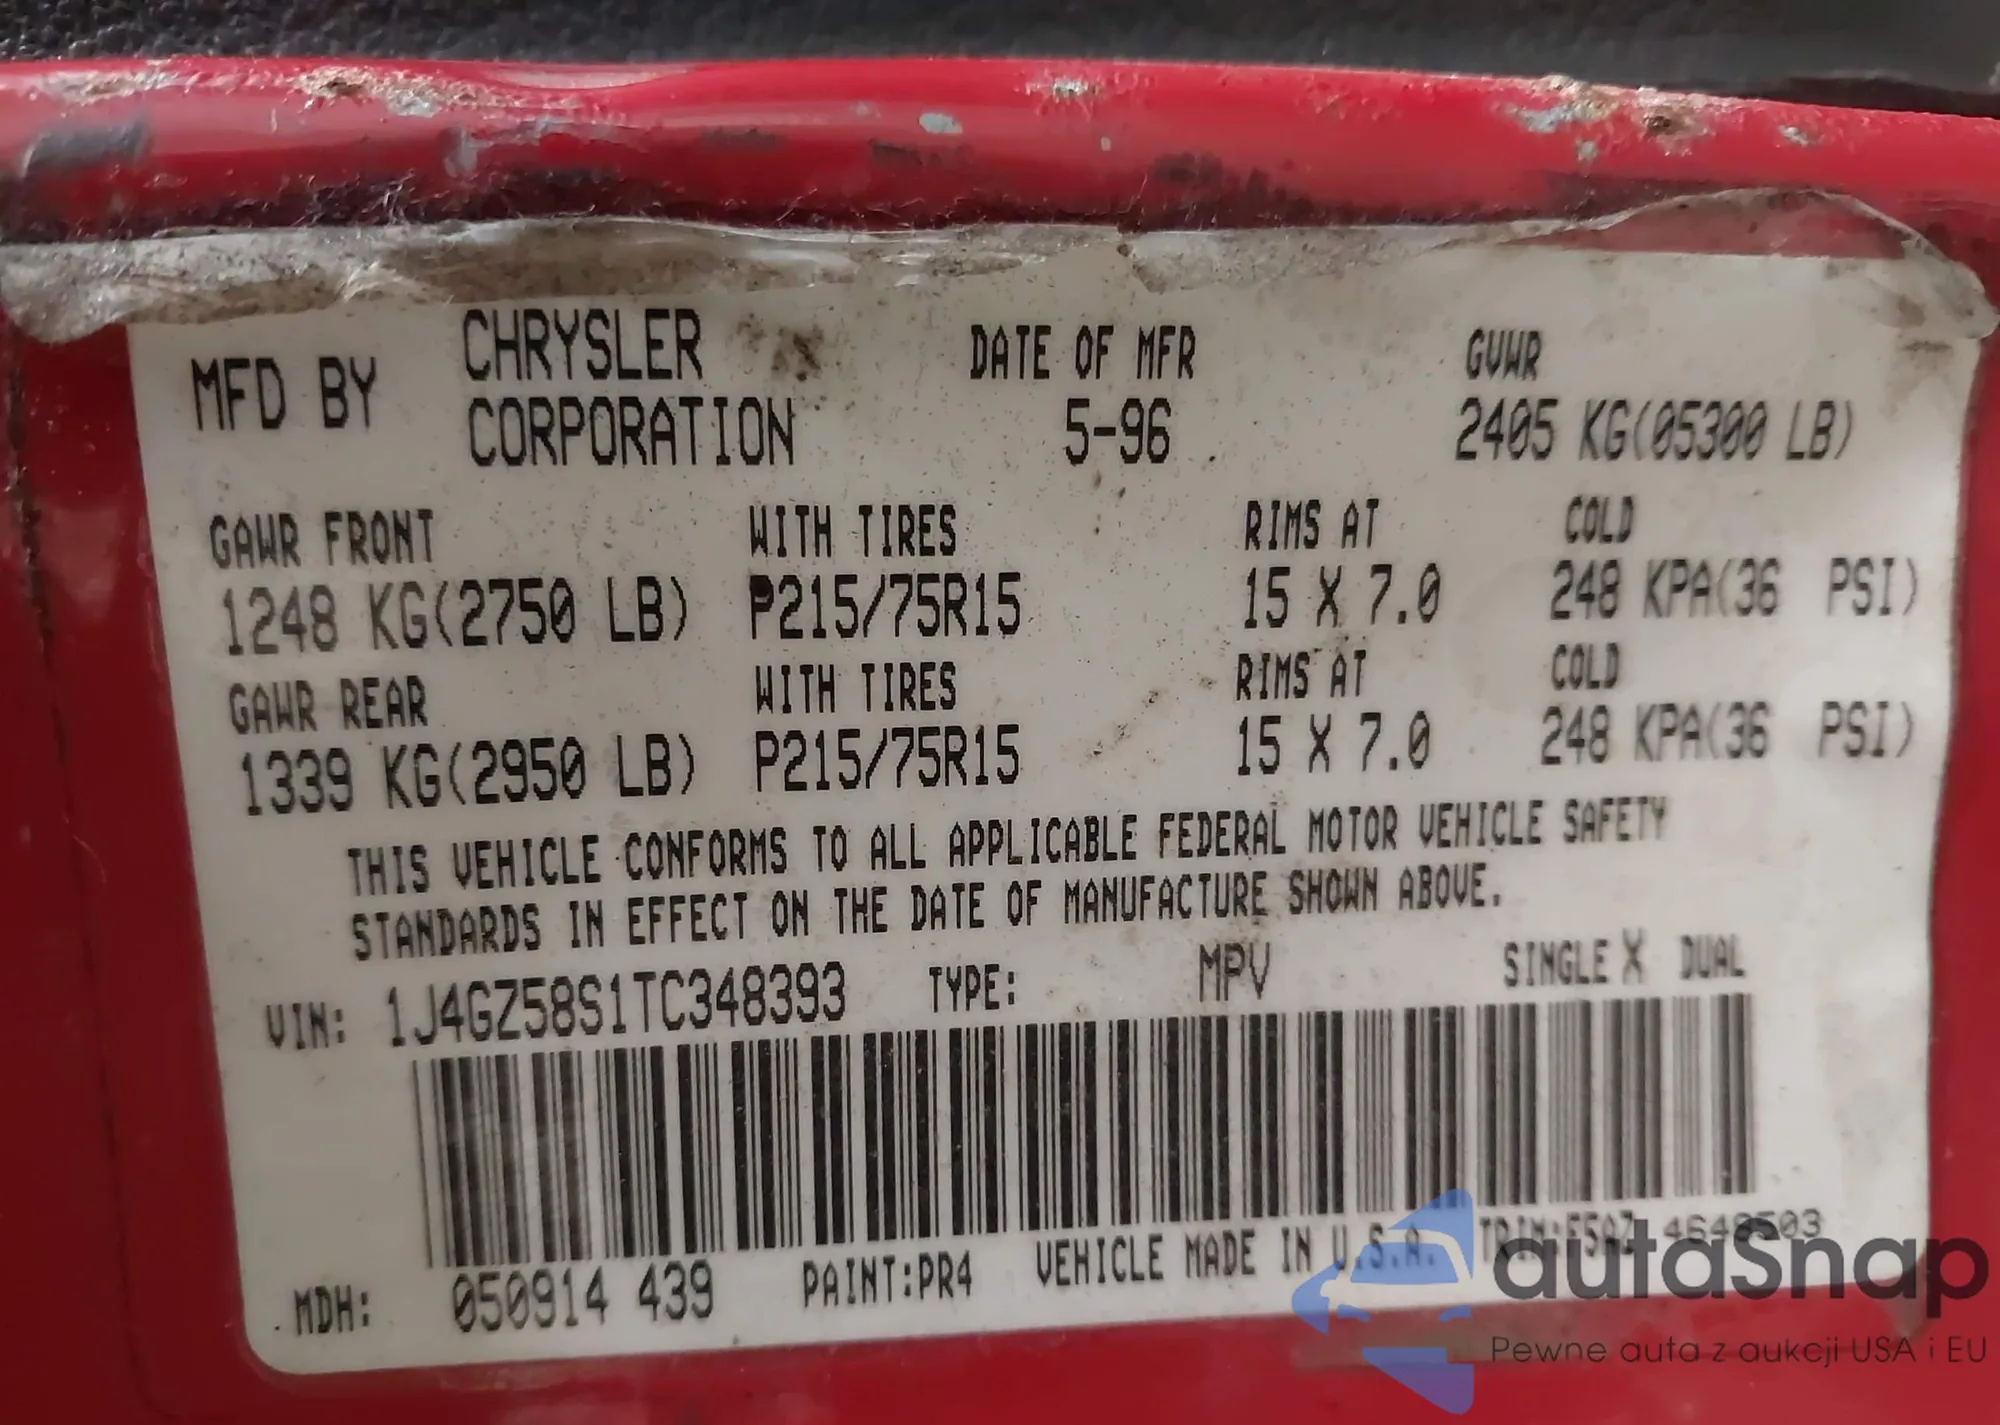 MFD BY CHRYSLER CORPORATION
DATE OF MFR
5-96
GVWR
2405 KG(05300 LB)
GAWR FRONT WITH TIRES RIMS AT COLD
1248 KG(2750 LB) P215/75R15 15 X 7.0 248 KPA(36 PSI)
GAWR REAR WITH TIRES RIMS AT COLD
1339 KG(2950 LB) P215/75R15 15 X 7.0 248 KPA(36 PSI)
THIS VEHICLE CONFORMS TO ALL APPLICABLE FEDERAL MOTOR VEHICLE SAFETY
STANDARDS IN EFFECT ON THE DATE OF MANUFACTURE SHOWN ABOVE.
VIN: 1J4GZ58S1TC348393 TYPE: MPV SINGLE X DUAL
MDH: 050914 439 PAINT:PR4 VEHICLE MADE IN U.S.A. TRIM:
autaSnap
Pewne auta z aukcji USA i EU